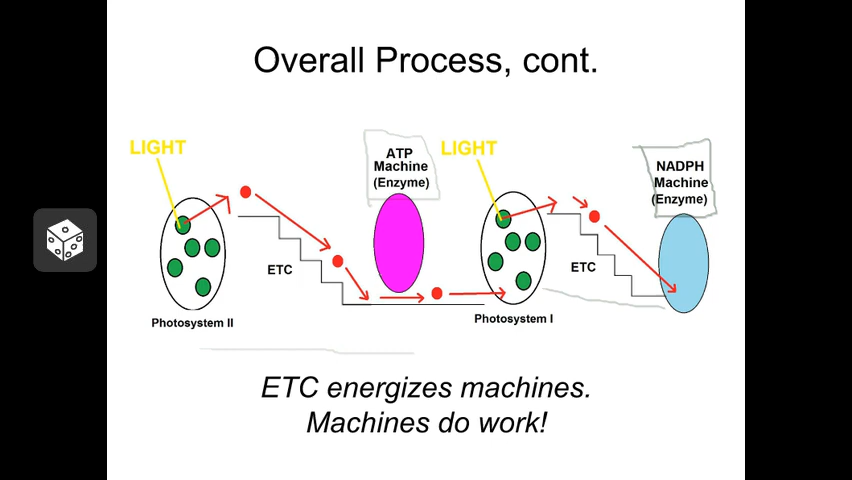 Overall Process, cont.
LIGHT
ATP
Machine
(Enzyme)
LIGHT
NADPH
Machine
(Enzyme)
ETC
ETC
Photosystem II
Photosystem I
ETC energizes machines.
Machines do work!